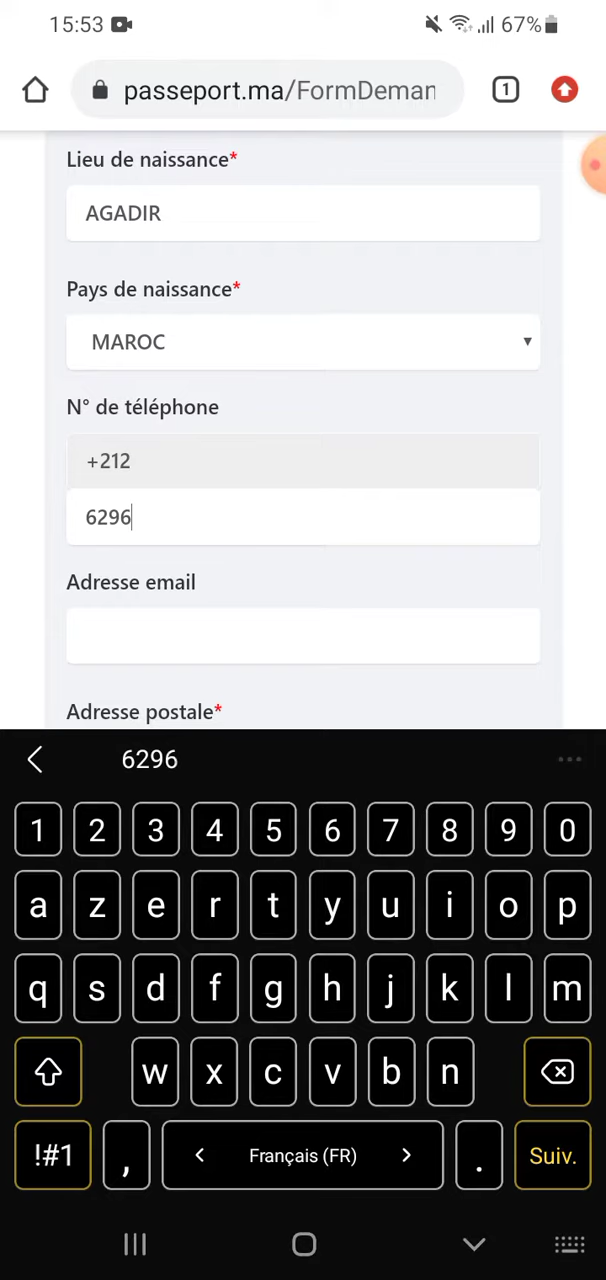 15:53 67%
passeport.ma/FormDeman
1
Lieu de naissance*
AGADIR
Pays de naissance*
MAROC
N° de téléphone
+212
6296
Adresse email
Adresse postale*
6296
1 2 3 4 5 6 7 8 9 0
a z e r t y u i o p
q s d f g h j k l m
w x c v b n
!#1 , < Français (FR) > . Suiv.